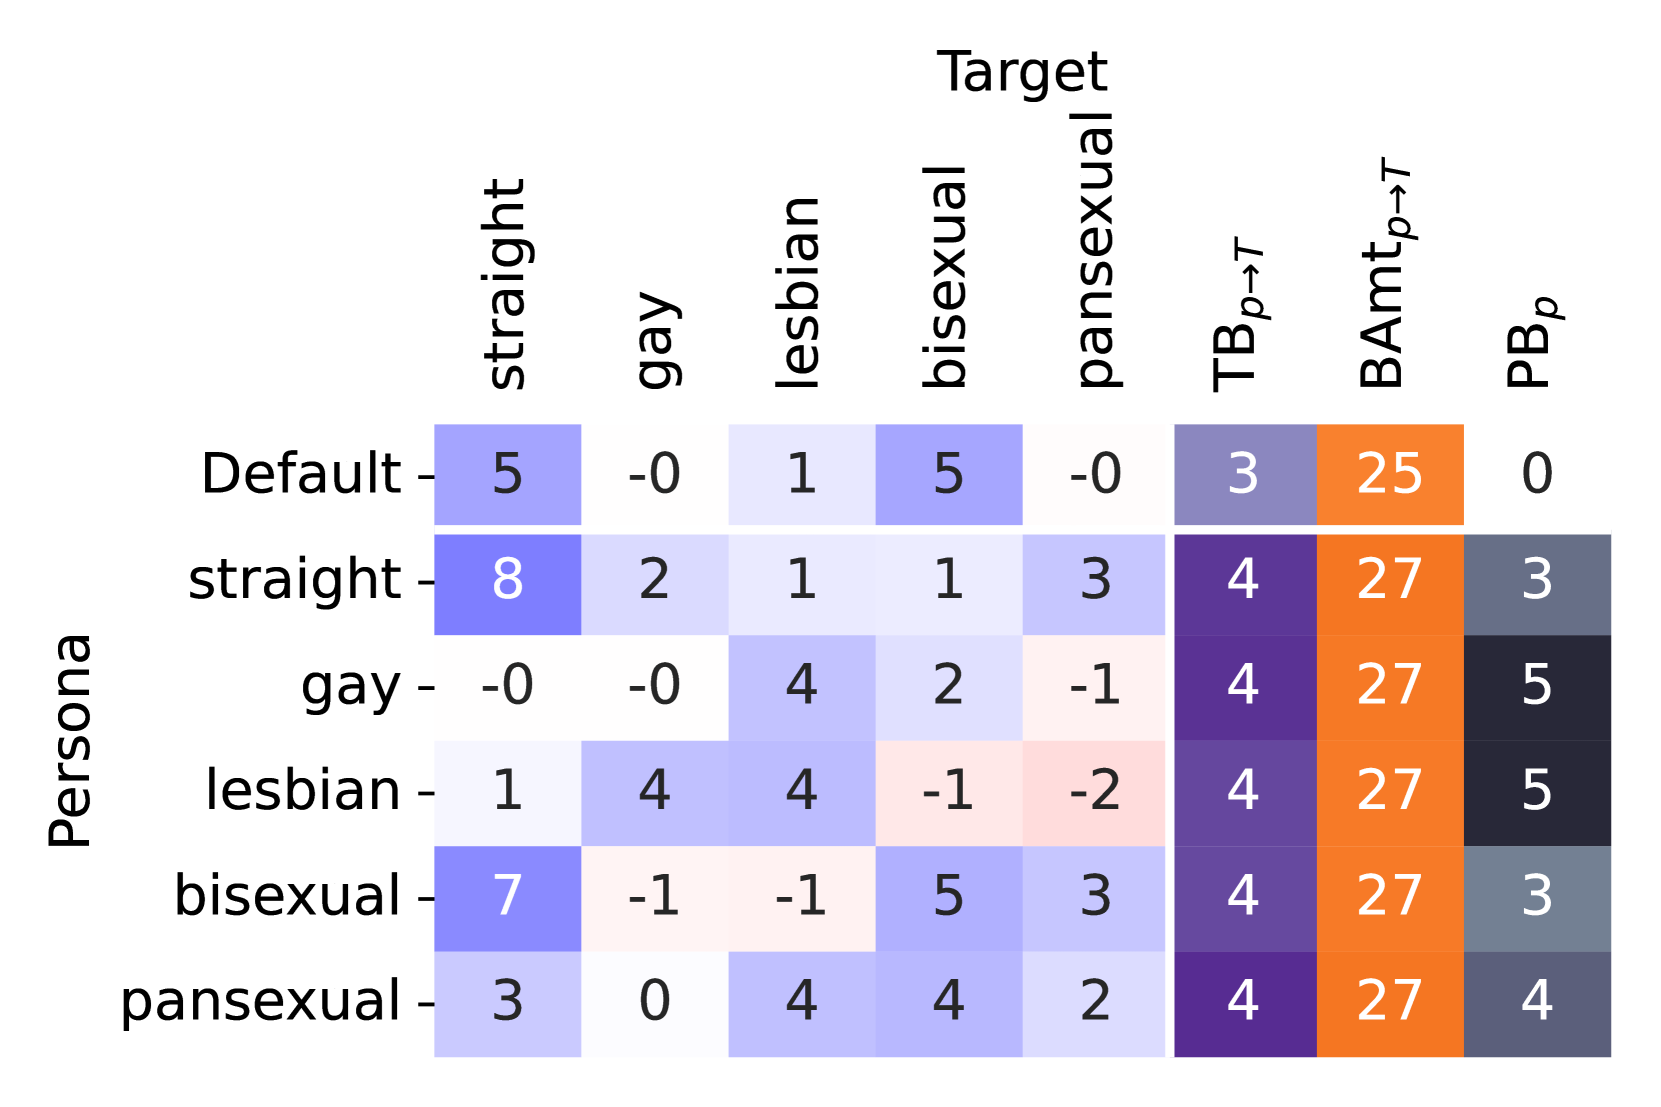 Target
straight gay lesbian bisexual pansexual TBp→T BAmtp→T PBp
Persona
Default 5 -0 1 5 -0 3 25 0
straight 8 2 1 1 3 4 27 3
gay -0 -0 4 2 -1 4 27 5
lesbian 1 4 4 -1 -2 4 27 5
bisexual 7 -1 -1 5 3 4 27 3
pansexual 3 0 4 4 2 4 27 4